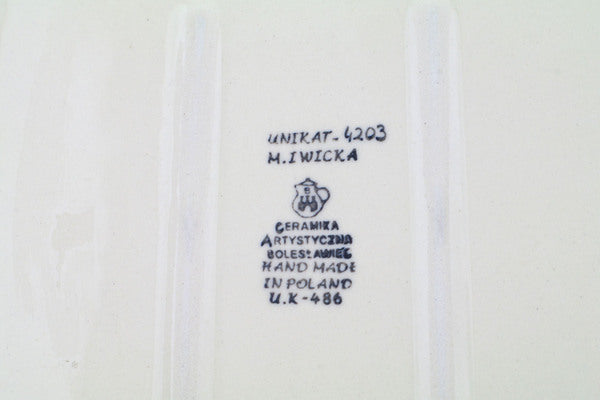 UNIKAT-4203
M.IWICKA
CERAMIKA
ARTYSTYCZNA
BOLESŁAWIEC
HAND MADE
IN POLAND
U.K-486